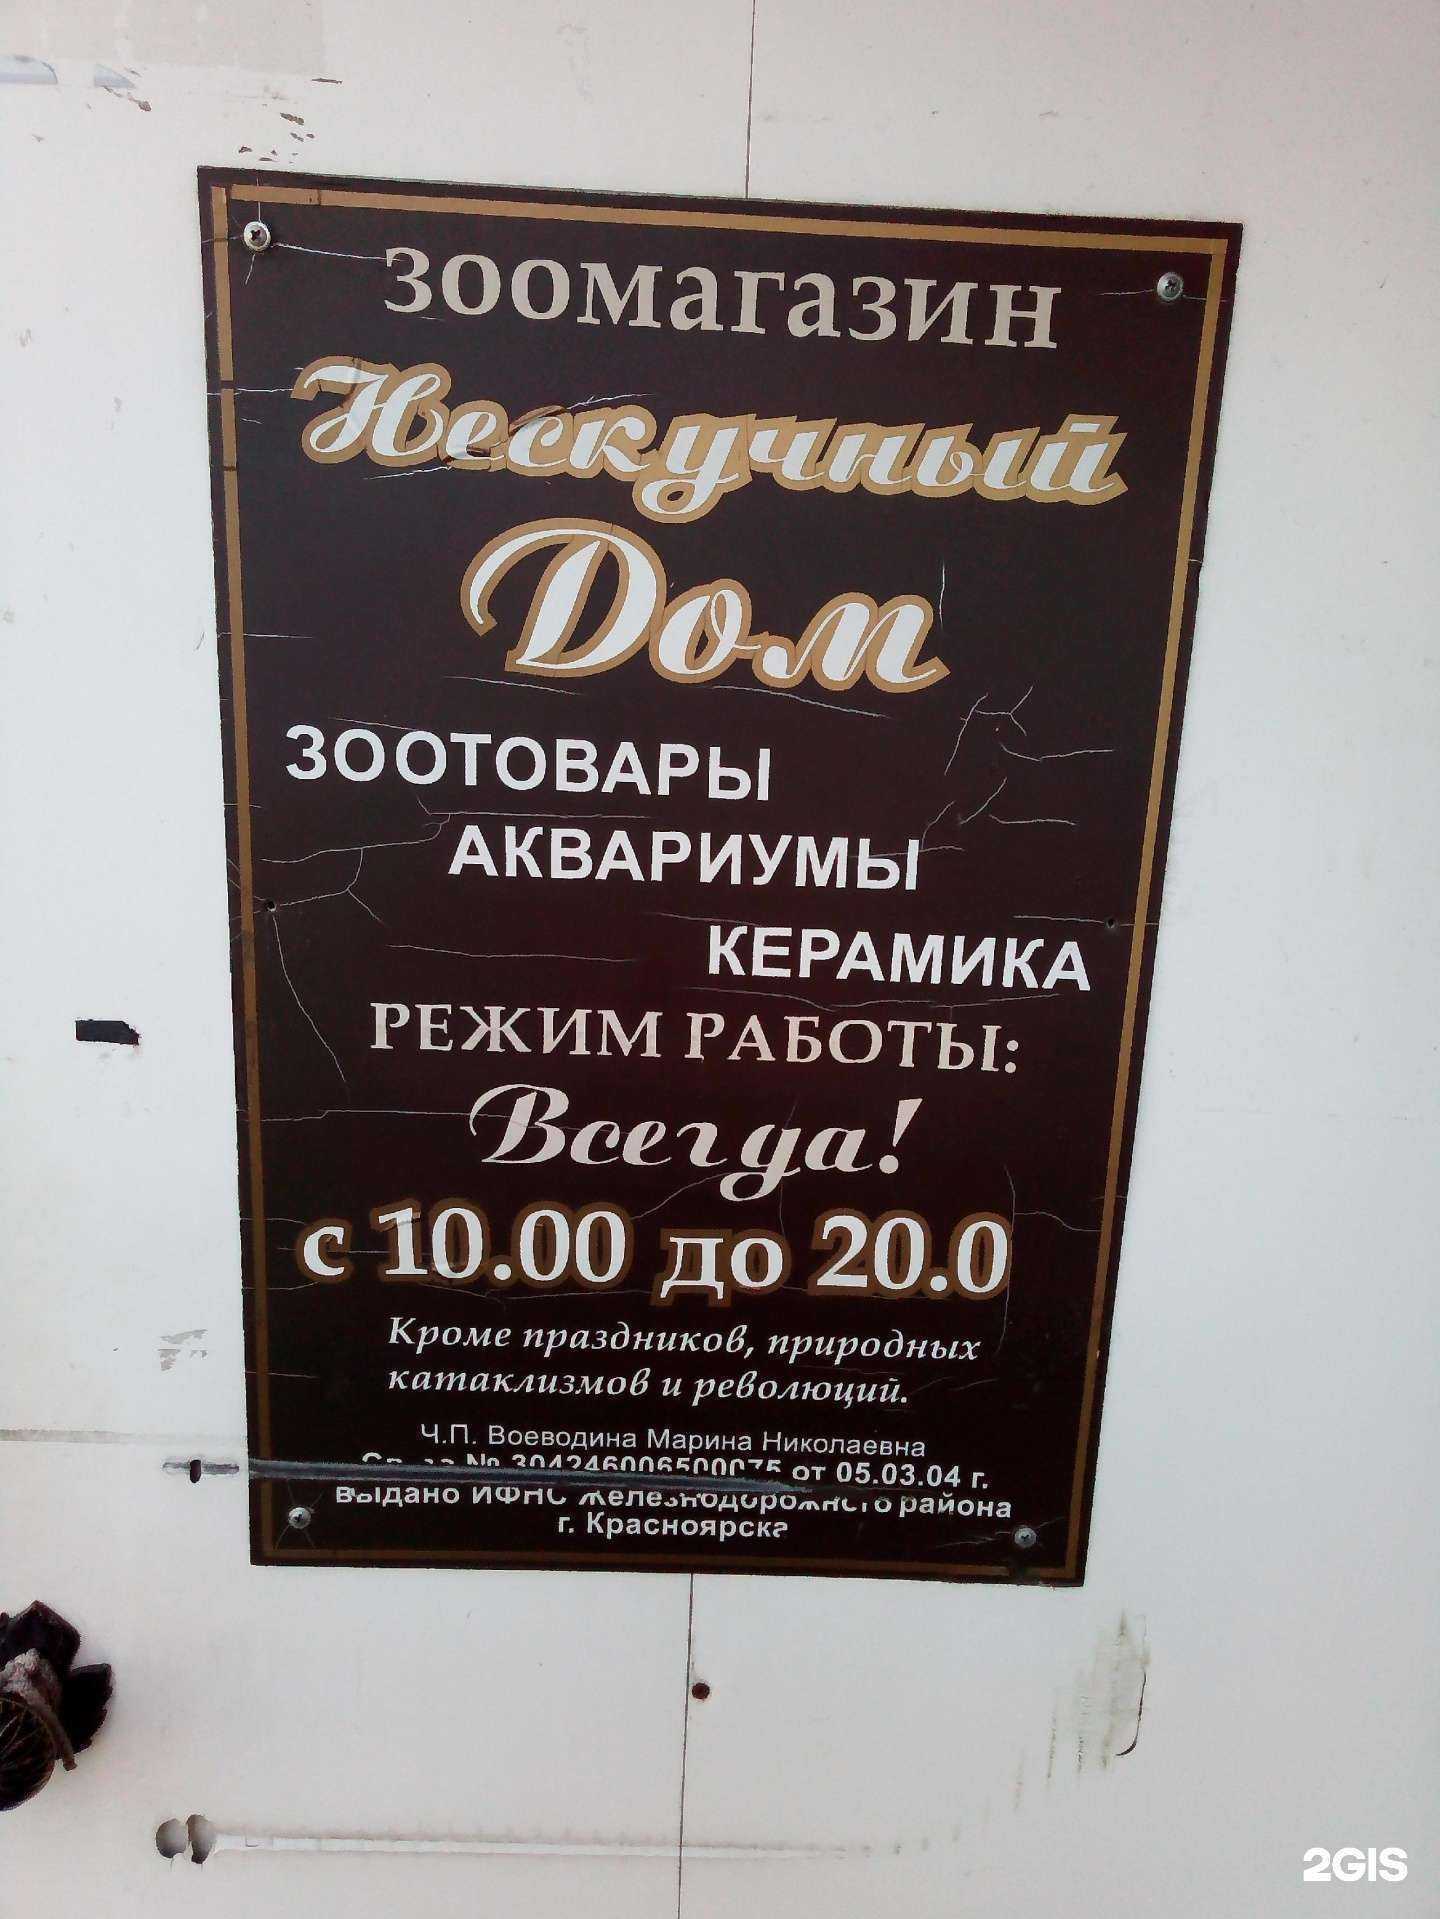 ЗООМАГАЗИН
Нескучный
Дом
ЗООТОВАРЫ
АКВАРИУМЫ
КЕРАМИКА
РЕЖИМ РАБОТЫ:
Всегда!
с 10.00 до 20.0
Кроме праздников, природных
катаклизмов и революций.
Ч.П. Воеводина Марина Николаевна
№ от 05.03.04 г.
выдано ИФНС Железнодорожного района
г. Красноярска
2GIS